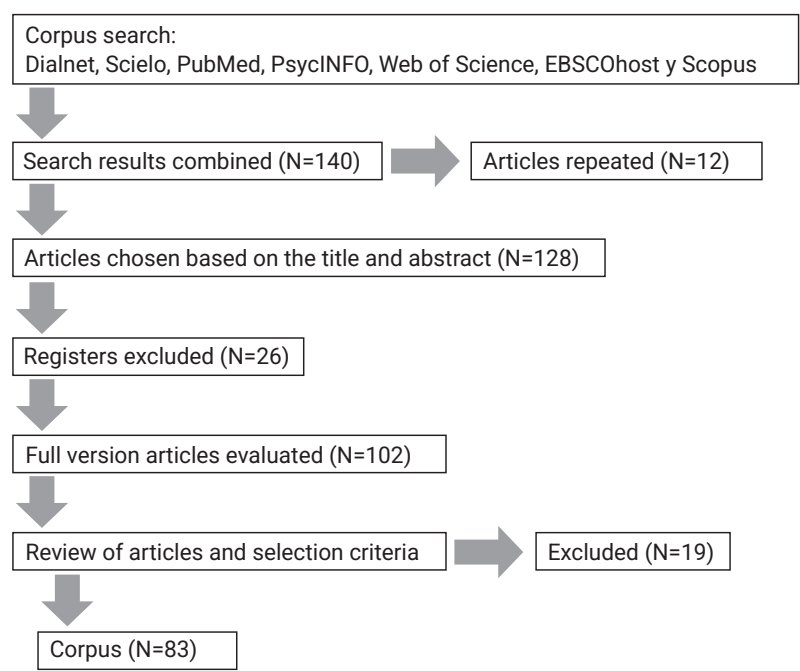 Corpus search:
Dialnet, Scielo, PubMed, PsycINFO, Web of Science, EBSCOhost y Scopus
Search results combined (N=140)
Articles repeated (N=12)
Articles chosen based on the title and abstract (N=128)
Registers excluded (N=26)
Full version articles evaluated (N=102)
Review of articles and selection criteria
Excluded (N=19)
Corpus (N=83)